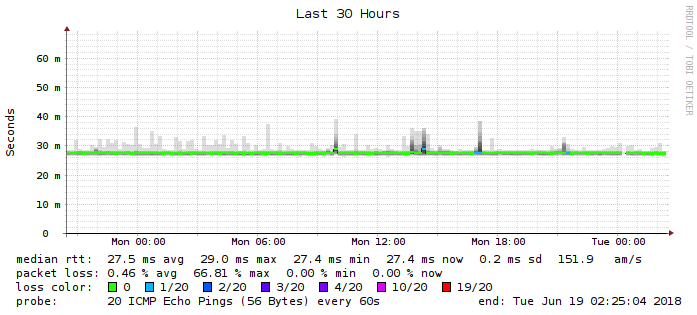 Last 30 Hours
RRDTOOL / TOBI OETIKER
Seconds
60 m
50 m
40 m
30 m
20 m
10 m
0
Mon 00:00 Mon 06:00 Mon 12:00 Mon 18:00 Tue 00:00
median rtt: 27.5 ms avg 29.0 ms max 27.4 ms min 27.4 ms now 0.2 ms sd 151.9 am/s
packet loss: 0.46 % avg 66.81 % max 0.00 % min 0.00 % now
loss color: 0 1/20 2/20 3/20 4/20 10/20 19/20
probe: 20 ICMP Echo Pings (56 Bytes) every 60s end: Tue Jun 19 02:25:04 2018